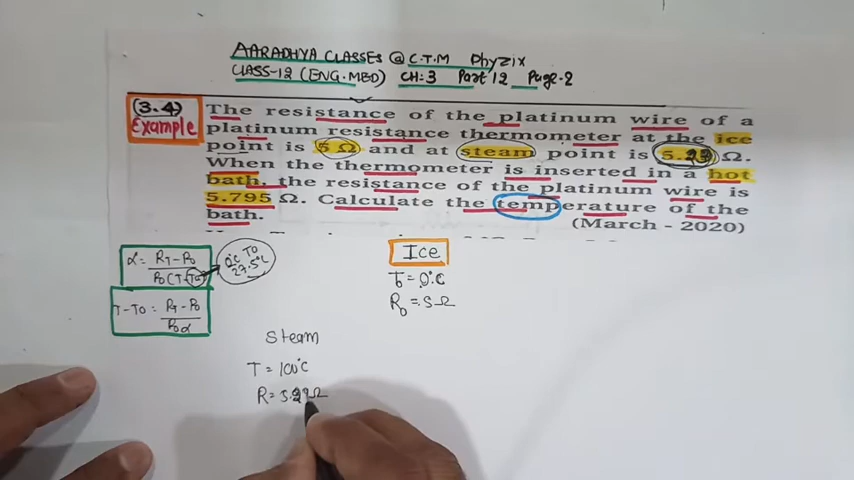 AARADHYA CLASSES @ C.T.M Phyzix
CLASS-12 (ENG.MED) CH:3 Part 12 Page-2
(3.4)
Example
The resistance of the platinum wire of a
platinum resistance thermometer at the ice
point is 5 Ω and at steam point is 5.23 Ω.
When the thermometer is inserted in a hot
bath, the resistance of the platinum wire is
5.795 Ω. Calculate the temperature of the
bath.
(March - 2020)
α = RT-R0 / R0(T-T0)
0°C TO
27.5°C
T-T0 = RT-R0 / R0α
Ice
T0 = 0°C
R0 = 5Ω
Steam
T = 100°C